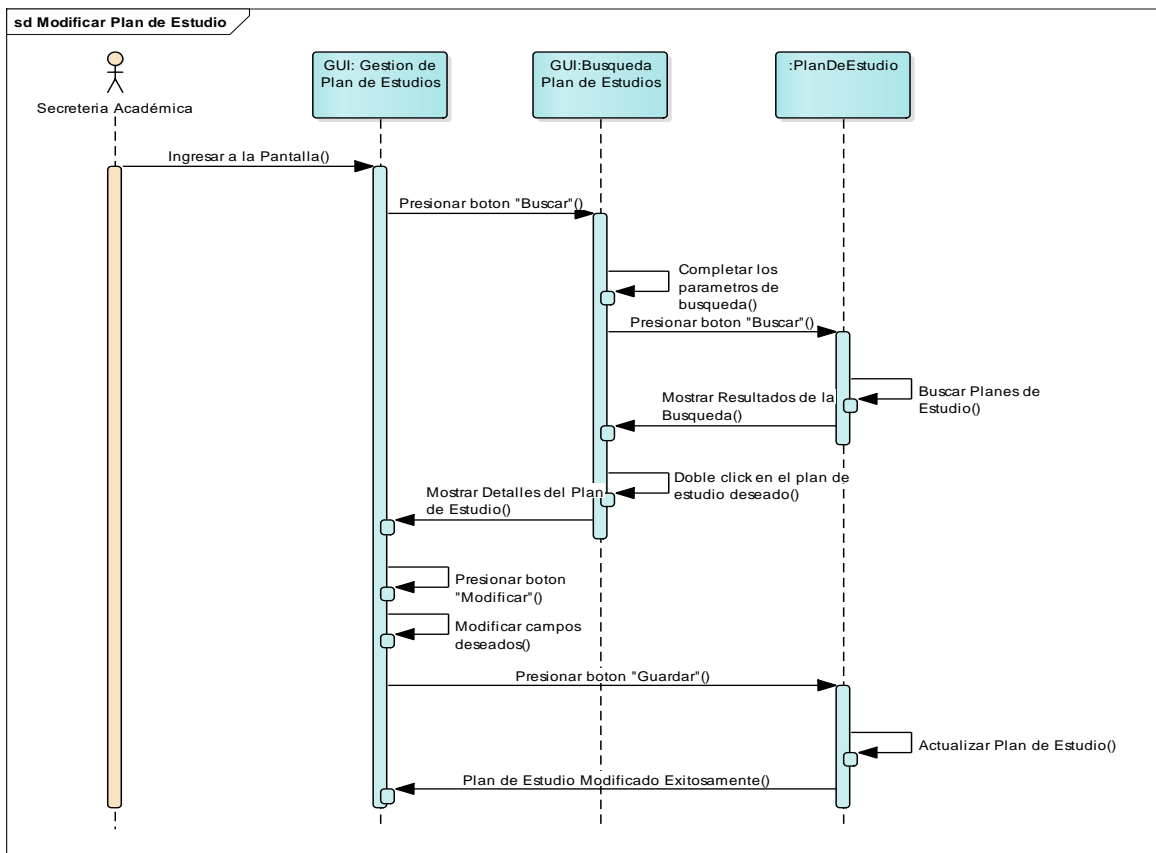 sd Modificar Plan de Estudio
Secreteria Académica
GUI: Gestion de
Plan de Estudios
GUI:Busqueda
Plan de Estudios
:PlanDeEstudio
Ingresar a la Pantalla()
Presionar boton "Buscar"()
Completar los
parametros de
busqueda()
Presionar boton "Buscar"()
Buscar Planes de
Estudio()
Mostrar Resultados de la
Busqueda()
Doble click en el plan de
estudio deseado()
Mostrar Detalles del Plan
de Estudio()
Presionar boton
"Modificar"()
Modificar campos
deseados()
Presionar boton "Guardar"()
Actualizar Plan de Estudio()
Plan de Estudio Modificado Exitosamente()